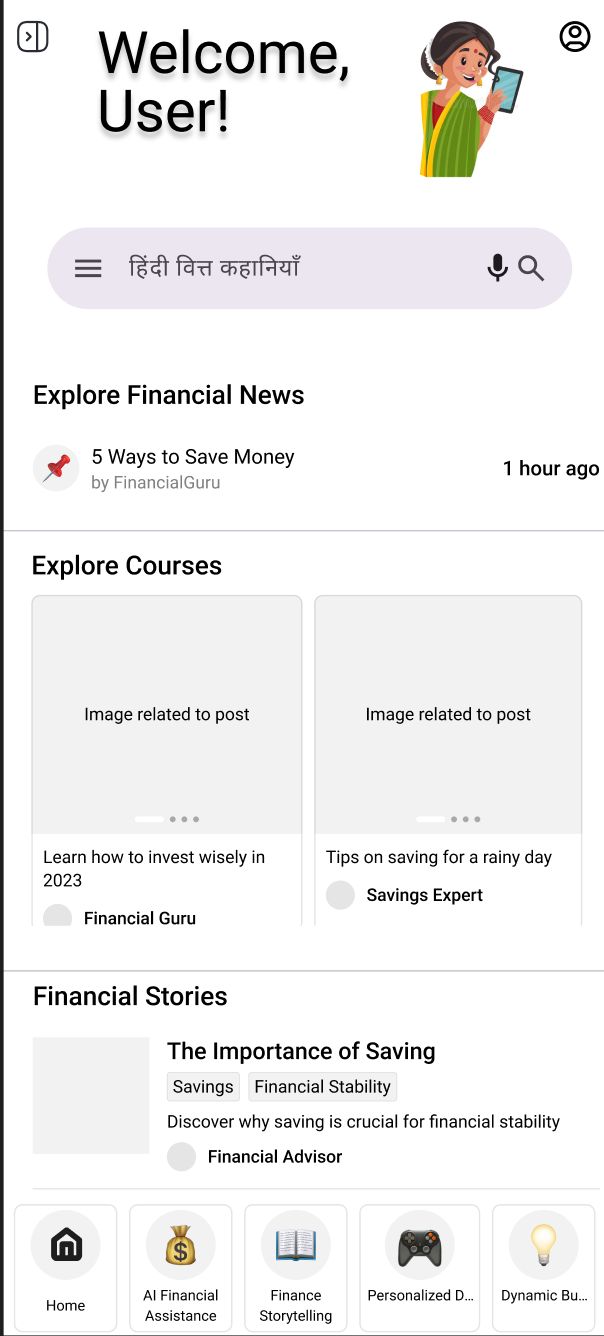 Welcome,
User!
हिंदी वित्त कहानियाँ
Explore Financial News
5 Ways to Save Money
1 hour ago
by FinancialGuru
Explore Courses
Image related to post
Image related to post
Learn how to invest wisely in
2023
Financial Guru
Tips on saving for a rainy day
Savings Expert
Financial Stories
The Importance of Saving
Savings
Financial Stability
Discover why saving is crucial for financial stability
Financial Advisor
Home
AI Financial
Assistance
Finance
Storytelling
Personalized D...
Dynamic Bu...